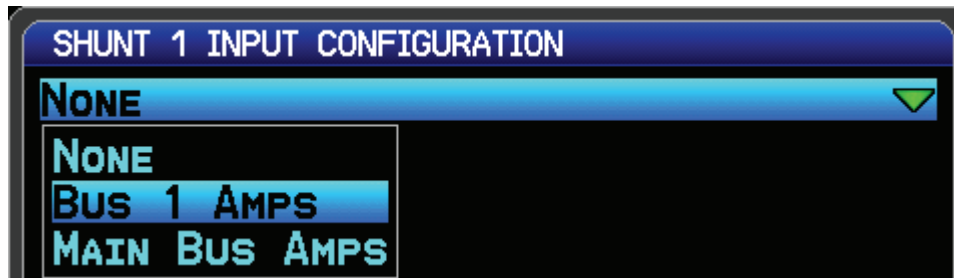 SHUNT 1 INPUT CONFIGURATION
NONE
NONE
BUS 1 AMPS
MAIN BUS AMPS